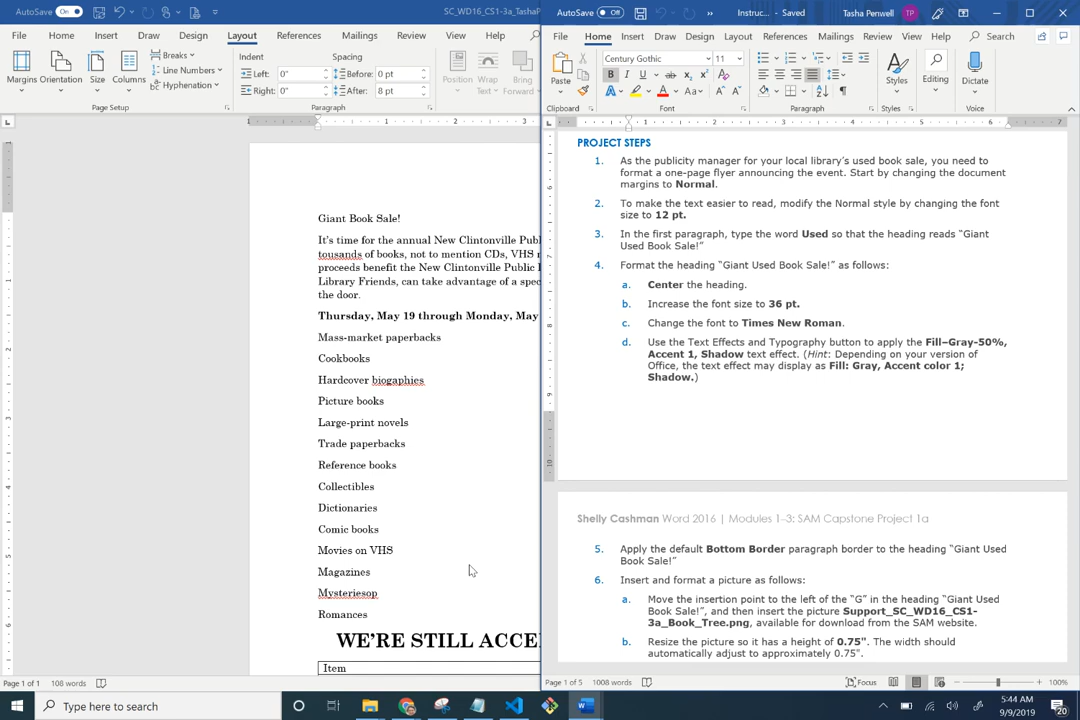 AutoSave On SC_WD16_CS1-3a_TashaP
File Home Insert Draw Design Layout References Mailings Review View Help
Margins Orientation Size Columns
Breaks
Line Numbers
Hyphenation
Page Setup
Indent
Left: 0"
Right: 0"
Spacing
Before: 0 pt
After: 8 pt
Paragraph
Position Wrap Text Bring Forward
Giant Book Sale!
It's time for the annual New Clintonville Publ
tousands of books, not to mention CDs, VHS
proceeds benefit the New Clintonville Public
Library Friends, can take advantage of a spec
the door.
Thursday, May 19 through Monday, May
Mass-market paperbacks
Cookbooks
Hardcover biogaphies
Picture books
Large-print novels
Trade paperbacks
Reference books
Collectibles
Dictionaries
Comic books
Movies on VHS
Magazines
Mysteriesop
Romances
WE'RE STILL ACCE
Item
Page 1 of 1 108 words
AutoSave Off Instruc... - Saved Tasha Penwell TP
File Home Insert Draw Design Layout References Mailings Review View Help Search
Paste
Clipboard
Century Gothic 11
Font
Paragraph
Styles
Styles
Editing
Dictate
Voice
PROJECT STEPS
1. As the publicity manager for your local library's used book sale, you need to
format a one-page flyer announcing the event. Start by changing the document
margins to Normal.
2. To make the text easier to read, modify the Normal style by changing the font
size to 12 pt.
3. In the first paragraph, type the word Used so that the heading reads "Giant
Used Book Sale!"
4. Format the heading "Giant Used Book Sale!" as follows:
a. Center the heading.
b. Increase the font size to 36 pt.
c. Change the font to Times New Roman.
d. Use the Text Effects and Typography button to apply the Fill–Gray-50%,
Accent 1, Shadow text effect. (Hint: Depending on your version of
Office, the text effect may display as Fill: Gray, Accent color 1;
Shadow.)
Shelly Cashman Word 2016 | Modules 1–3: SAM Capstone Project 1a
5. Apply the default Bottom Border paragraph border to the heading "Giant Used
Book Sale!"
6. Insert and format a picture as follows:
a. Move the insertion point to the left of the "G" in the heading "Giant Used
Book Sale!", and then insert the picture Support_SC_WD16_CS1-
3a_Book_Tree.png, available for download from the SAM website.
b. Resize the picture so it has a height of 0.75". The width should
automatically adjust to approximately 0.75".
Page 1 of 5 1008 words Focus 100%
Type here to search
5:44 AM
9/9/2019
20